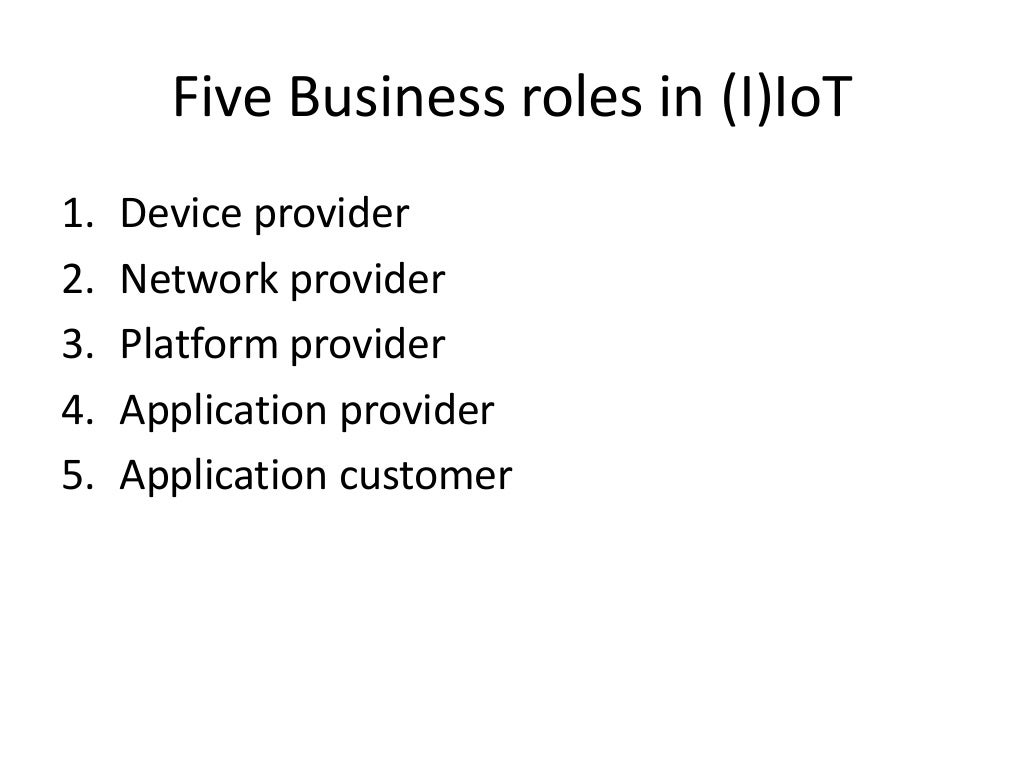 Five Business roles in (I)IoT
1. Device provider
2. Network provider
3. Platform provider
4. Application provider
5. Application customer